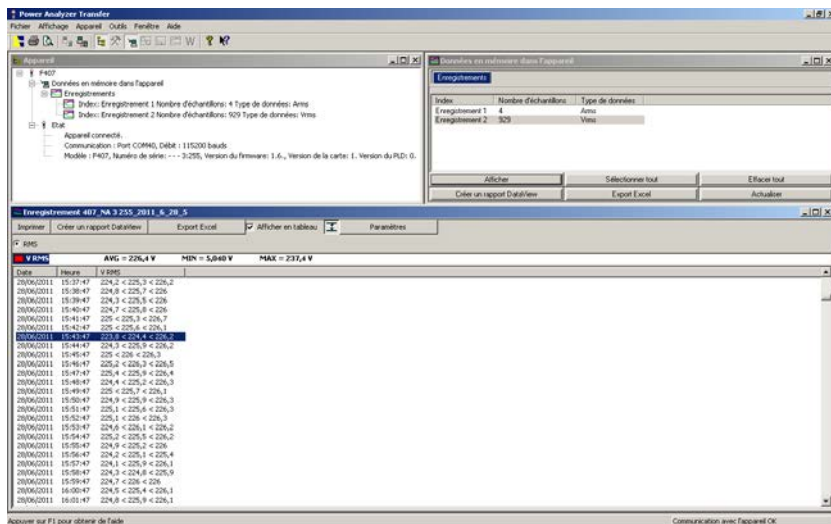 Power Analyzer Transfer
Fichier Affichage Appareil Outils Fenêtre Aide
Appareil
F407
Données en mémoire dans l'appareil
Enregistrements
Index: Enregistrement 1 Nombre d'échantillons: 4 Type de données: Arms
Index: Enregistrement 2 Nombre d'échantillons: 929 Type de données: Vrms
Etat
Appareil connecté.
Communication : Port COM40, Débit : 115200 bauds
Modèle : F407, Numéro de série: - - - 3:255, Version du firmware: 1.6., Version de la carte: 1. Version du PLD: 0.
Données en mémoire dans l'appareil
Enregistrements
Index Nombre d'échantillons Type de données
Enregistrement 1 4 Arms
Enregistrement 2 929 Vrms
Afficher Sélectionner tout Effacer tout
Créer un rapport DataView Export Excel Actualiser
Enregistrement 407_NA 3 255_2011_6_20_5
Imprimer Créer un rapport DataView Export Excel Afficher en tableau Paramètres
RMS
V RMS AVG = 226,4 V MIN = 5,040 V MAX = 237,4 V
Date Heure V RMS
28/06/2011 15:37:47 224,2 < 225,3 < 226,2
28/06/2011 15:38:47 224,8 < 225,7 < 226
28/06/2011 15:39:47 224,3 < 225,5 < 226
28/06/2011 15:40:47 224,7 < 225,8 < 226
28/06/2011 15:41:47 225 < 225,3 < 226,7
28/06/2011 15:42:47 225 < 225,6 < 226,1
28/06/2011 15:43:47 223,8 < 224,4 < 226,2
28/06/2011 15:44:47 224,3 < 225,9 < 226,2
28/06/2011 15:45:47 225 < 226 < 226,3
28/06/2011 15:46:47 225,2 < 226,3 < 226,5
28/06/2011 15:47:47 225,4 < 225,9 < 226,4
28/06/2011 15:48:47 224,4 < 225,2 < 226,3
28/06/2011 15:49:47 225 < 225,7 < 226,1
28/06/2011 15:50:47 224,9 < 225,9 < 226,3
28/06/2011 15:51:47 225,1 < 225,6 < 226,3
28/06/2011 15:52:47 225,1 < 226 < 226,3
28/06/2011 15:53:47 224,6 < 226,1 < 226,2
28/06/2011 15:54:47 225,2 < 225,5 < 226,2
28/06/2011 15:55:47 224,9 < 225,2 < 226
28/06/2011 15:56:47 224,2 < 225,1 < 225,4
28/06/2011 15:57:47 224,1 < 225,9 < 226,1
28/06/2011 15:58:47 224,3 < 224,8 < 225,9
28/06/2011 15:59:47 224,7 < 226 < 226
28/06/2011 16:00:47 224,5 < 225,4 < 226,1
28/06/2011 16:01:47 224,8 < 225,9 < 226,1
Appuyer sur F1 pour obtenir de l'aide Communication avec l'appareil OK